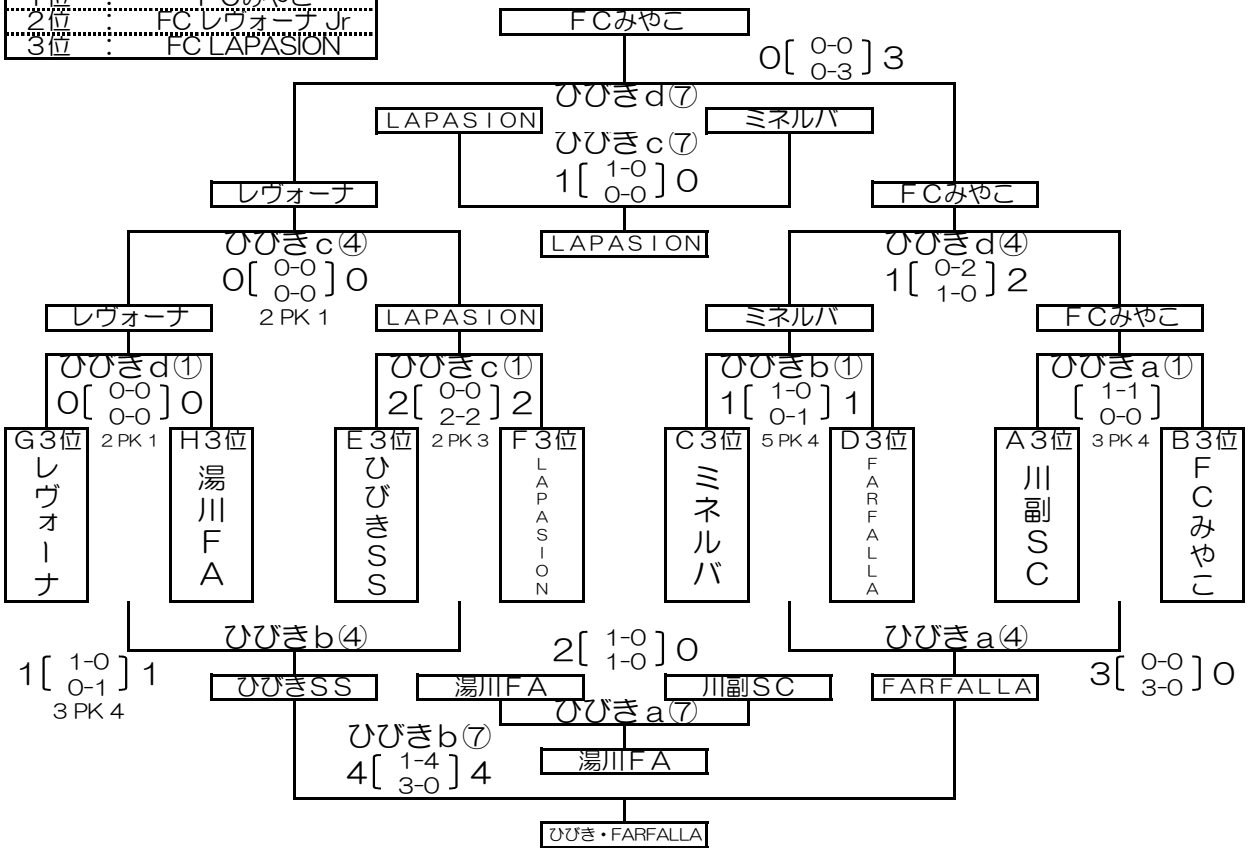 1位 : FCみやこ
2位 : FC レヴォーナ Jr
3位 : FC LAPASION
FCみやこ
0[ 0-0 0-3 ]3
ひびきd⑦
LAPASION
ミネルバ
ひびきc⑦
1[ 1-0 0-0 ]0
レヴォーナ
FCみやこ
LAPASION
ひびきc④
0[ 0-0 0-0 ]0
2 PK 1
ひびきd④
1[ 0-2 1-0 ]2
レヴォーナ
LAPASION
ミネルバ
FCみやこ
ひびきd①
0[ 0-0 0-0 ]0
2 PK 1
ひびきc①
2[ 0-0 2-2 ]2
2 PK 3
ひびきb①
1[ 1-0 0-1 ]1
5 PK 4
ひびきa①
[ 1-1 0-0 ]
3 PK 4
G3位
レヴォーナ
H3位
湯川FA
E3位
ひびきSS
F3位
LAPASION
C3位
ミネルバ
D3位
FARFALLA
A3位
川副SC
B3位
FCみやこ
ひびきb④
1[ 1-0 0-1 ]1
3 PK 4
2[ 1-0 1-0 ]0
ひびきa④
3[ 0-0 3-0 ]0
ひびきSS
湯川FA
川副SC
FARFALLA
ひびきa⑦
ひびきb⑦
4[ 1-4 3-0 ]4
湯川FA
ひびき・FARFALLA